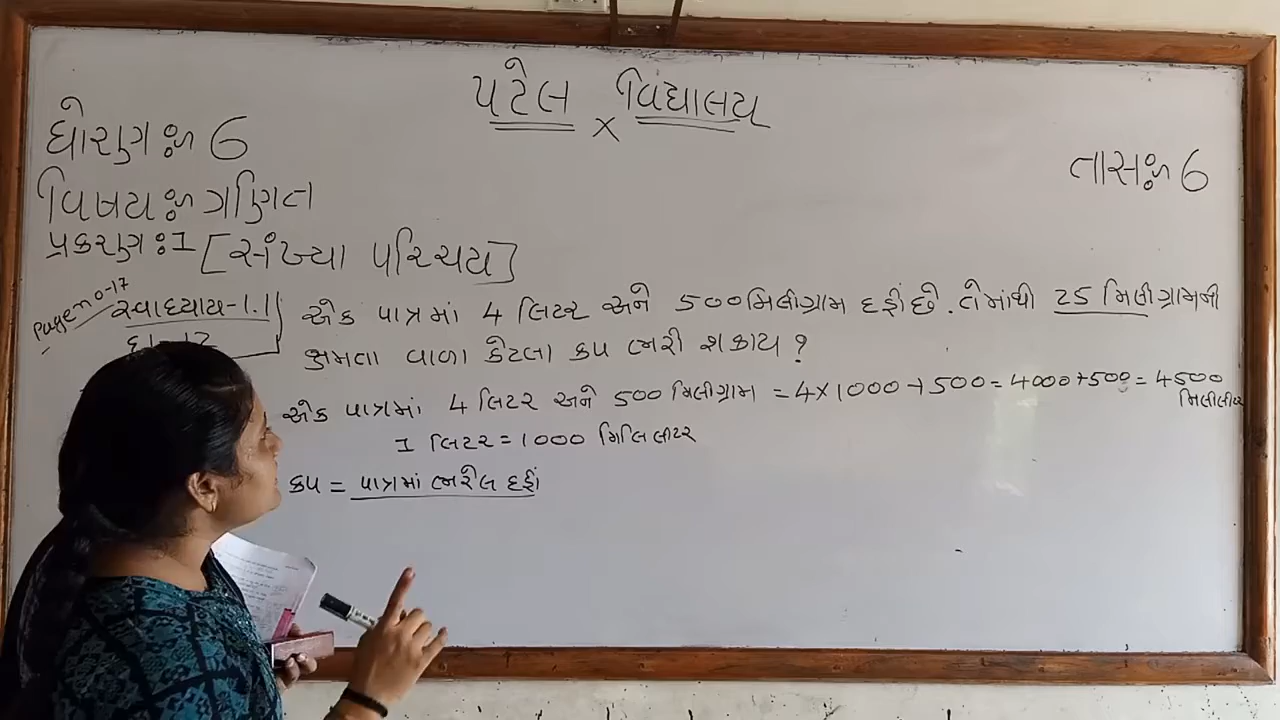 પટેલ × વિદ્યાલય
ધોરણ ઃ 6
તાસ ઃ 6
વિષય ઃ ગણિત
પ્રકરણ ઃ 1 [સંખ્યા પરિચય]
Page no-17
સ્વાધ્યાય-1.1
એક પાત્રમાં 4 લિટર અને 500 મિલીગ્રામ દહીં છે. તેમાંથી 25 મિલીગ્રામની
ક્ષમતા વાળા કેટલા કપ ભરી શકાય ?
એક પાત્રમાં 4 લિટર અને 500 મિલીગ્રામ = 4×1000+500 = 4000+500 = 4500
મિલીલીટર
1 લિટર = 1000 મિલિ લીટર
કપ = પાત્રમાં ભરેલ દહીં